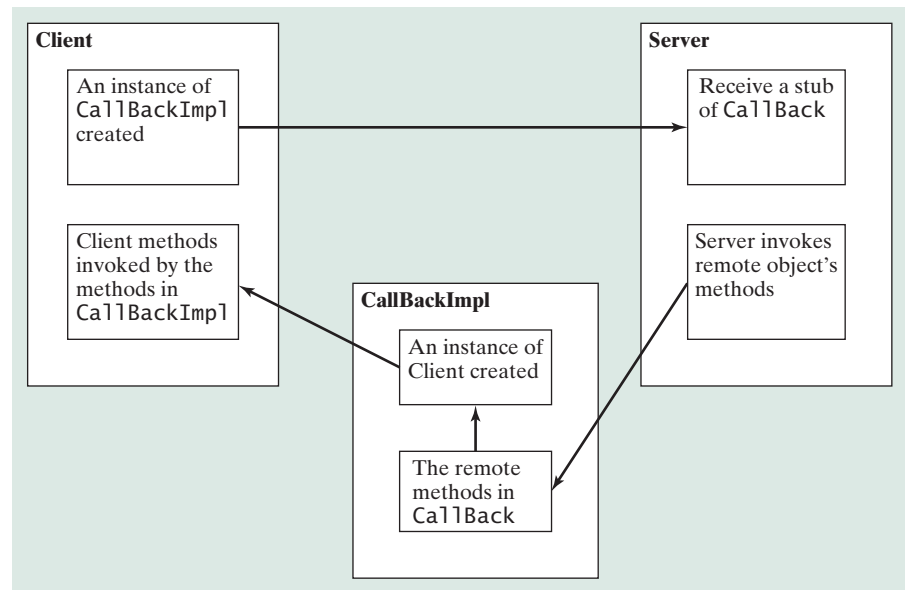 Client
An instance of
CallBackImpl
created
Client methods
invoked by the
methods in
CallBackImpl
Server
Receive a stub
of CallBack
Server invokes
remote object's
methods
CallBackImpl
An instance of
Client created
The remote
methods in
CallBack